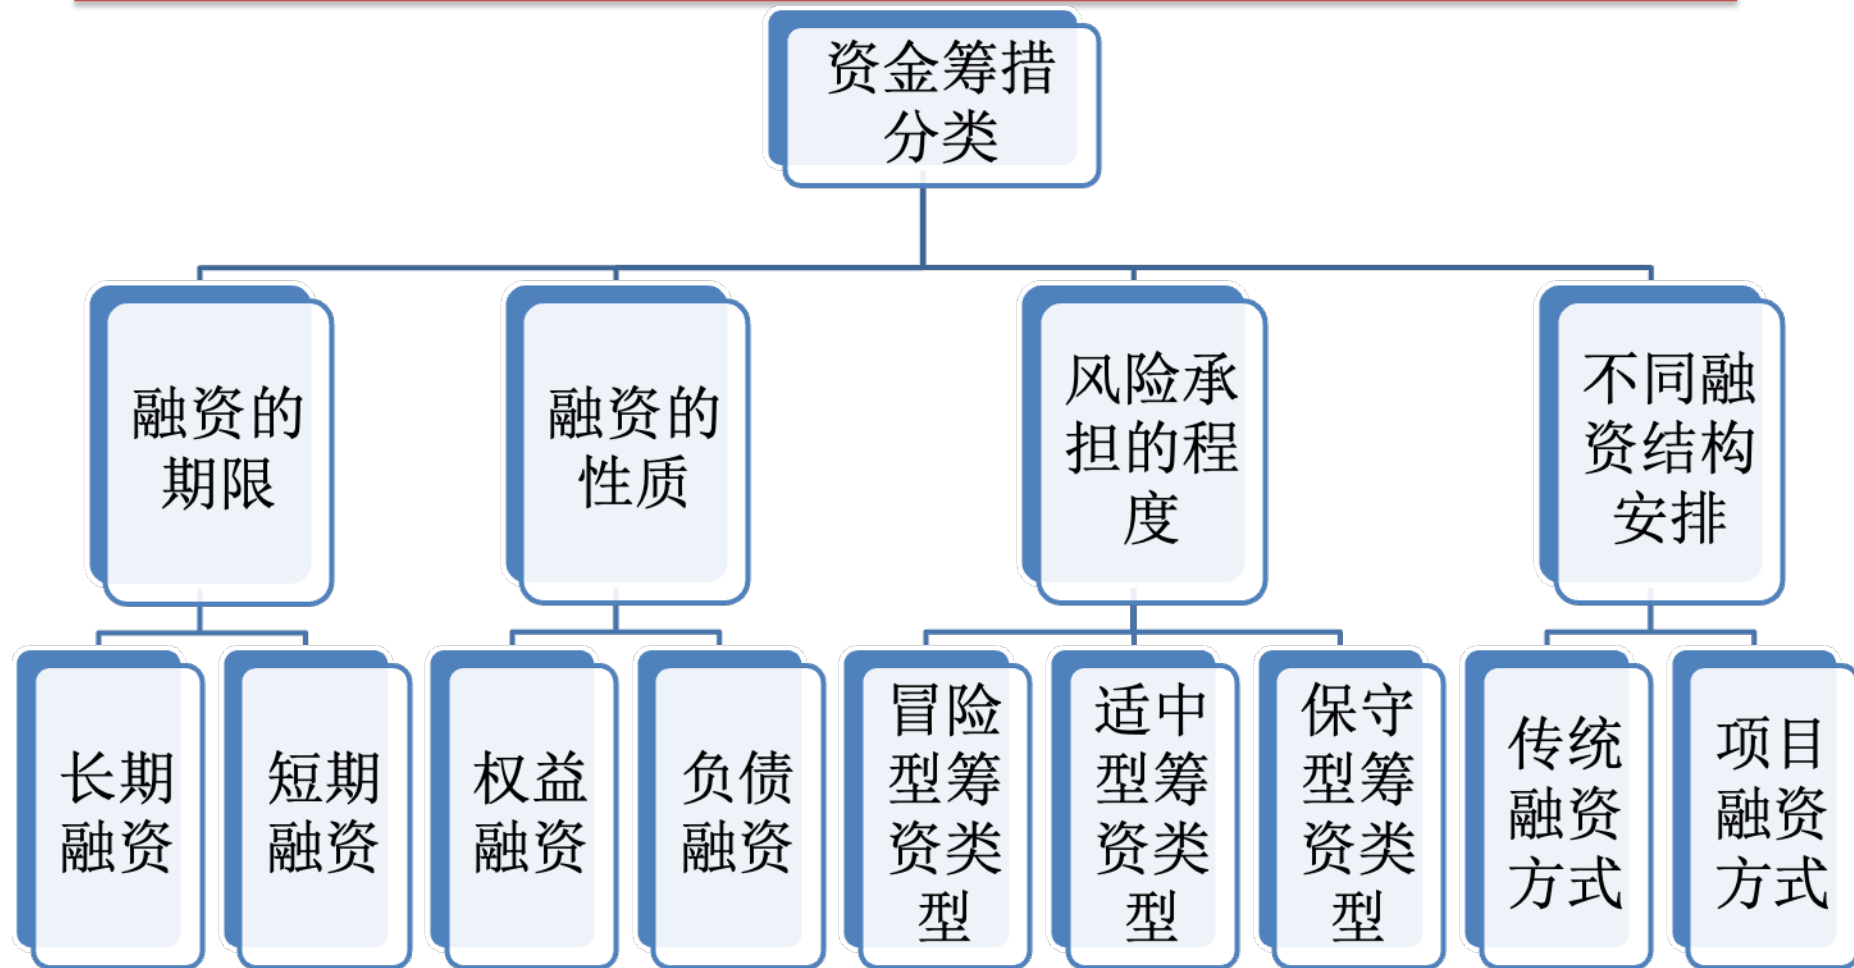 资金筹措
分类
融资的
期限
融资的
性质
风险承
担的程
度
不同融
资结构
安排
长期
融资
短期
融资
权益
融资
负债
融资
冒险
型筹
资类
型
适中
型筹
资类
型
保守
型筹
资类
型
传统
融资
方式
项目
融资
方式